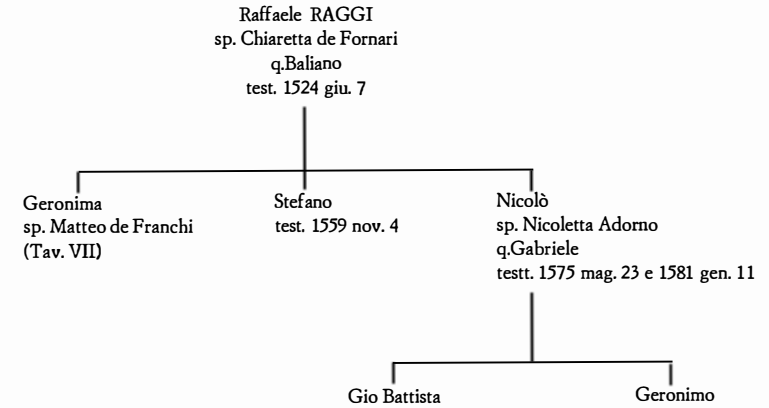 Raffaele RAGGI
sp. Chiaretta de Fornari
q.Baliano
test. 1524 giu. 7
Geronima
sp. Matteo de Franchi
(Tav. VII)
Stefano
test. 1559 nov. 4
Nicolò
sp. Nicoletta Adorno
q.Gabriele
testt. 1575 mag. 23 e 1581 gen. 11
Gio Battista
Geronimo